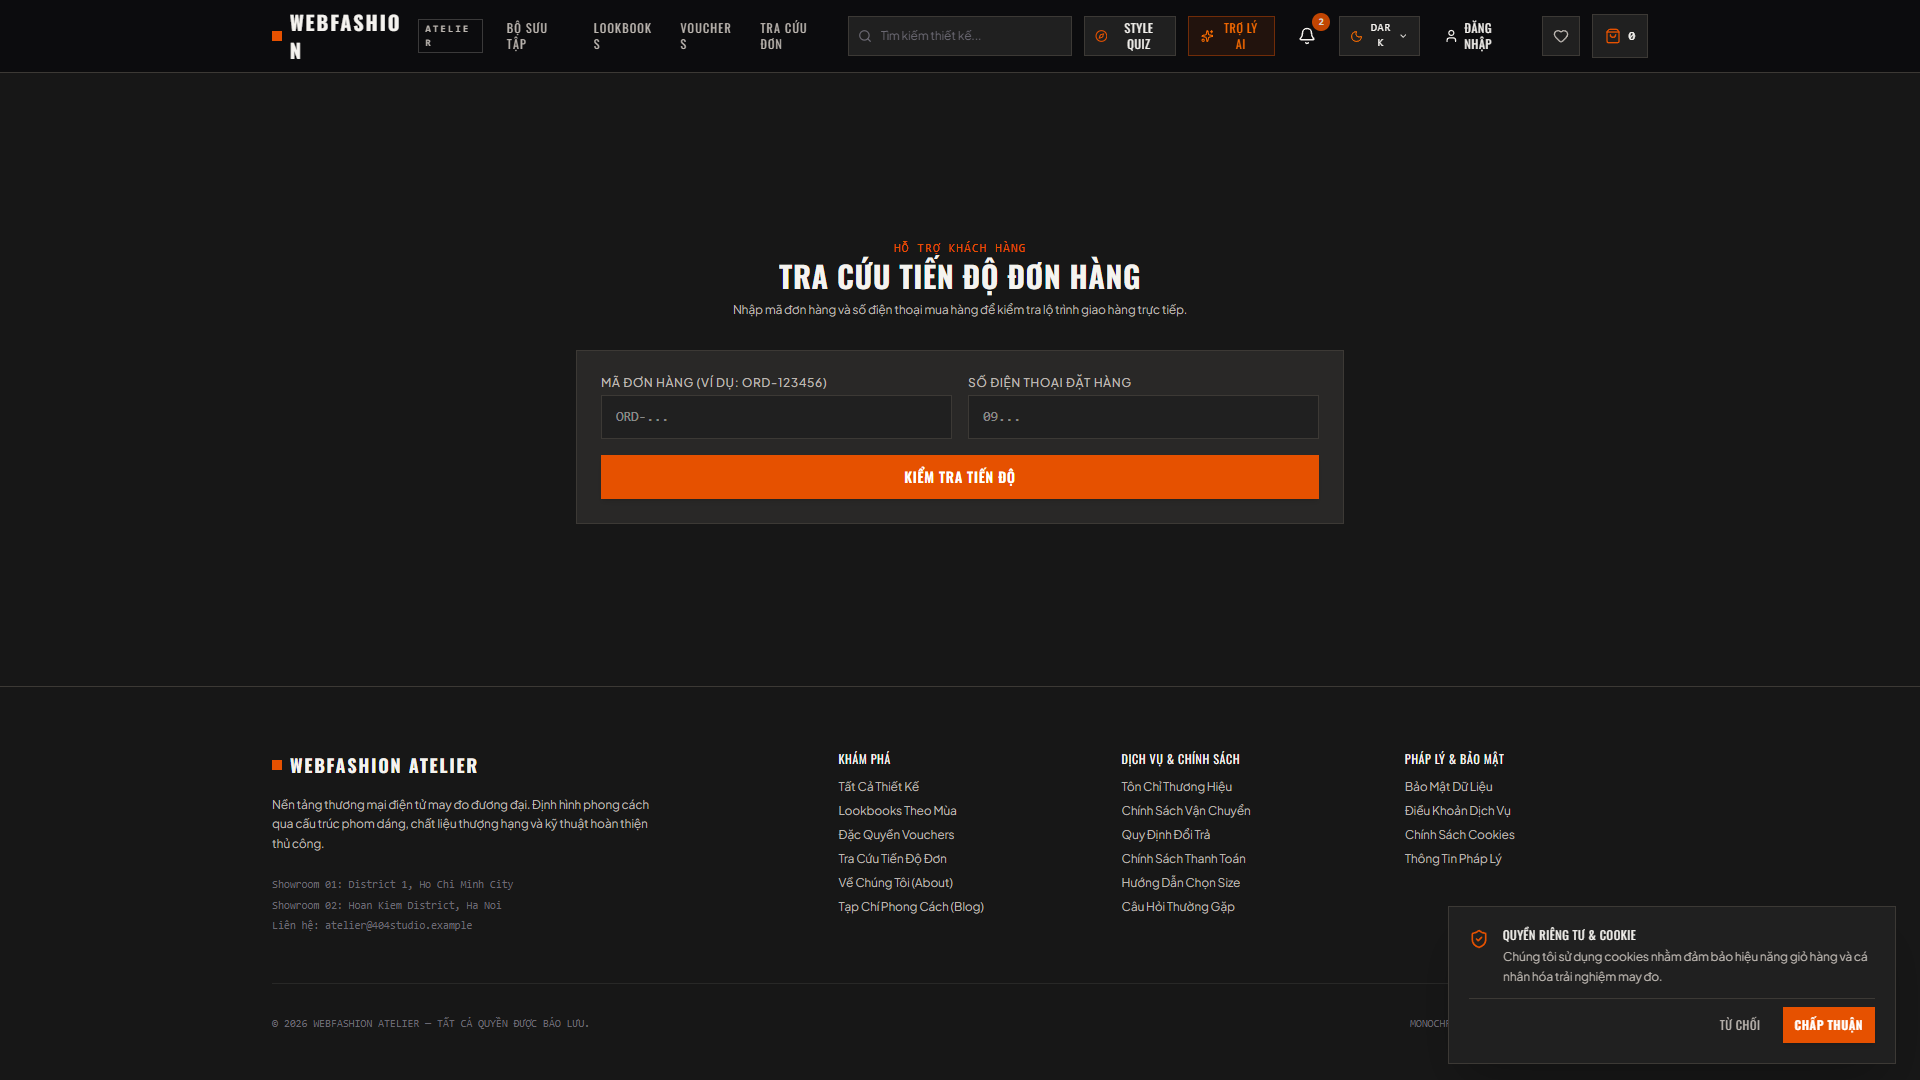 WEBFASHIO
N
ATELIE
R
BỘ SƯU
TẬP
LOOKBOOK
S
VOUCHER
S
TRA CỨU
ĐƠN
Tìm kiếm thiết kế...
STYLE
QUIZ
TRỢ LÝ
AI
2
DAR
K
ĐĂNG
NHẬP
0
HỖ TRỢ KHÁCH HÀNG
TRA CỨU TIẾN ĐỘ ĐƠN HÀNG
Nhập mã đơn hàng và số điện thoại mua hàng để kiểm tra lộ trình giao hàng trực tiếp.
MÃ ĐƠN HÀNG (VÍ DỤ: ORD-123456)
SỐ ĐIỆN THOẠI ĐẶT HÀNG
ORD-...
09...
KIỂM TRA TIẾN ĐỘ
WEBFASHION ATELIER
Nền tảng thương mại điện tử may đo đương đại. Định hình phong cách
qua cấu trúc phom dáng, chất liệu thượng hạng và kỹ thuật hoàn thiện
thủ công.
Showroom 01: District 1, Ho Chi Minh City
Showroom 02: Hoan Kiem District, Ha Noi
Liên hệ: atelier@404studio.example
KHÁM PHÁ
Tất Cả Thiết Kế
Lookbooks Theo Mùa
Đặc Quyền Vouchers
Tra Cứu Tiến Độ Đơn
Về Chúng Tôi (About)
Tạp Chí Phong Cách (Blog)
DỊCH VỤ & CHÍNH SÁCH
Tôn Chỉ Thương Hiệu
Chính Sách Vận Chuyển
Quy Định Đổi Trả
Chính Sách Thanh Toán
Hướng Dẫn Chọn Size
Câu Hỏi Thường Gặp
PHÁP LÝ & BẢO MẬT
Bảo Mật Dữ Liệu
Điều Khoản Dịch Vụ
Chính Sách Cookies
Thông Tin Pháp Lý
QUYỀN RIÊNG TƯ & COOKIE
Chúng tôi sử dụng cookies nhằm đảm bảo hiệu năng giỏ hàng và cá
nhân hóa trải nghiệm may đo.
TỪ CHỐI
CHẤP THUẬN
© 2026 WEBFASHION ATELIER — TẤT CẢ QUYỀN ĐƯỢC BẢO LƯU.